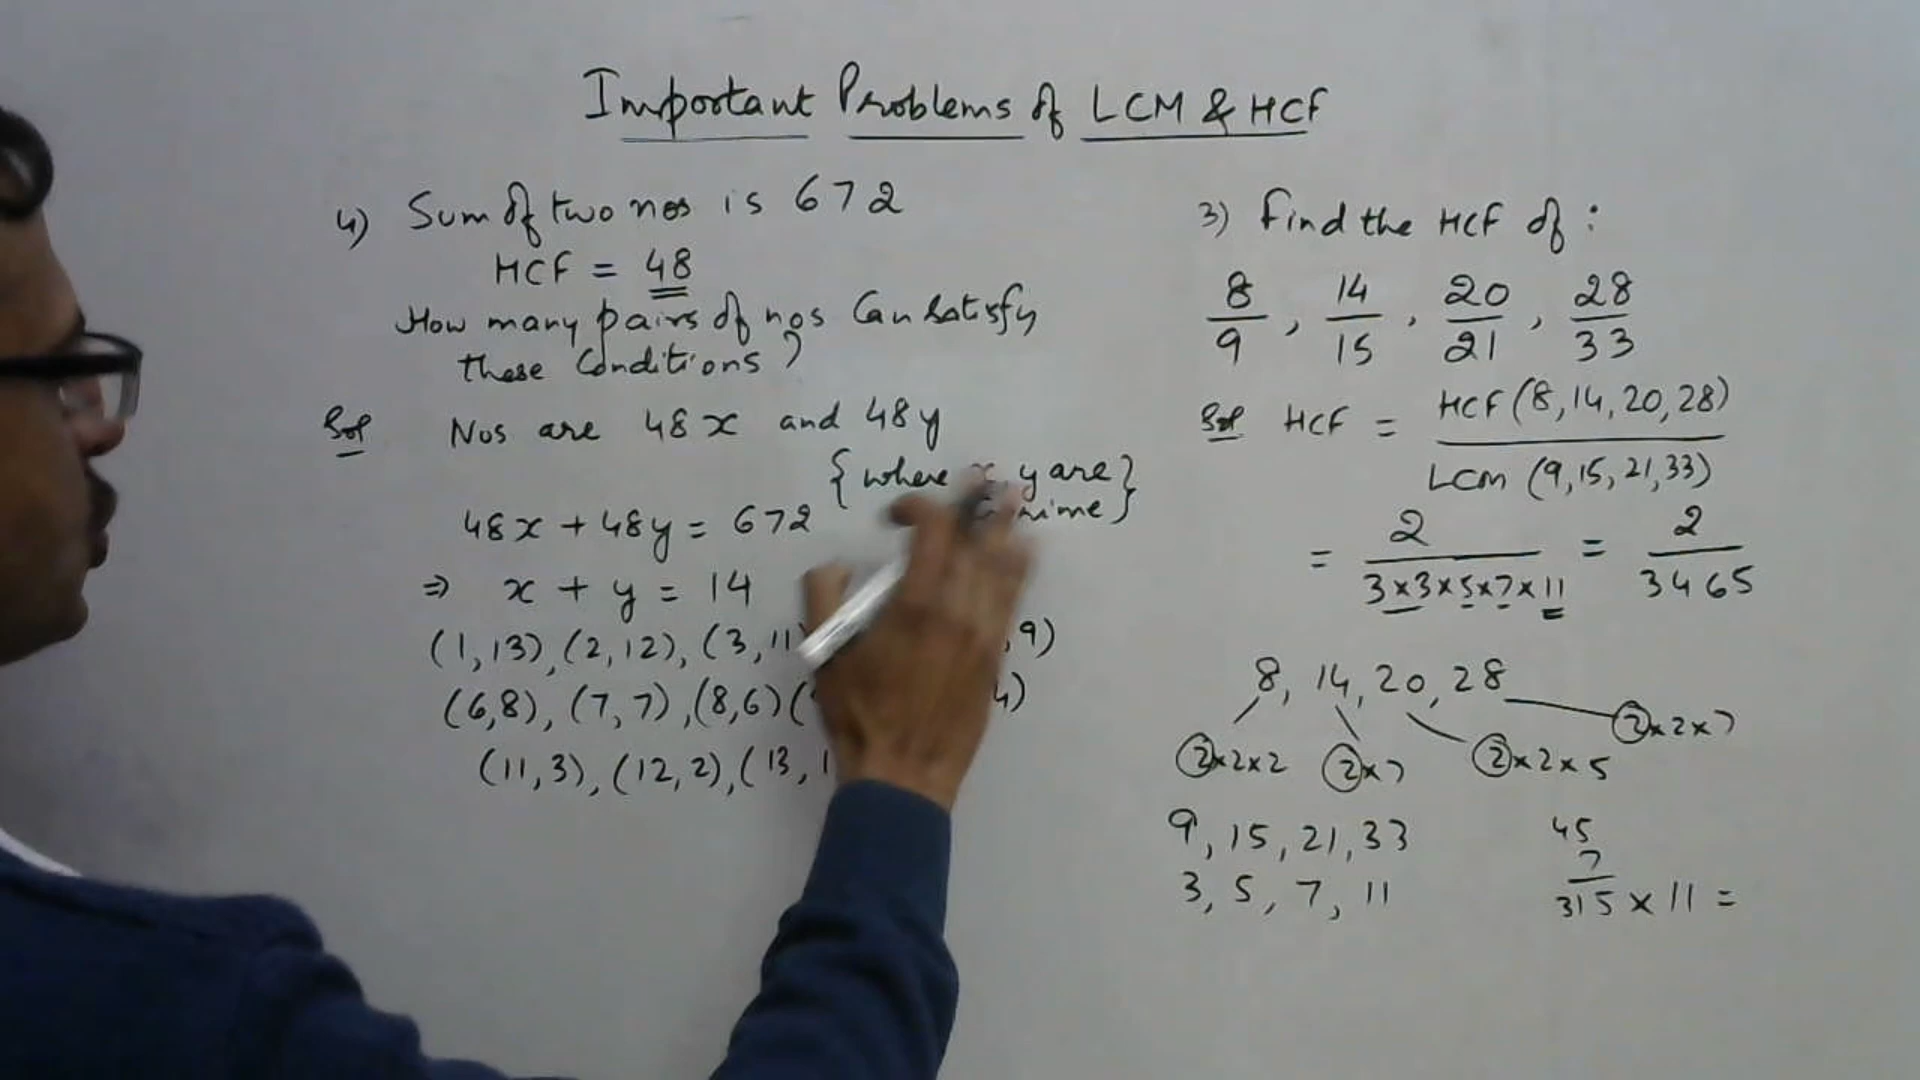 Important Problems of LCM & HCF
4) Sum of two nos is 672
HCF = 48
How many pairs of nos Can satisfy
these Conditions?
Sol Nos are 48x and 48y
{where x, y are}
48x + 48y = 672
⇒ x + y = 14
(1,13), (2,12), (3,11 , 9)
(6,8), (7,7), (8,6) ( 4)
(11,3), (12,2), (13,1
3) Find the HCF of :
8/9, 14/15, 20/21, 28/33
Sol HCF = HCF(8,14,20,28) / LCM (9,15,21,33)
= 2 / 3×3×5×7×11 = 2 / 3465
8, 14, 20, 28
2×2×2 2×7 2×2×5 2×2×7
9, 15, 21, 33
3, 5, 7, 11
45
7
315 × 11 =